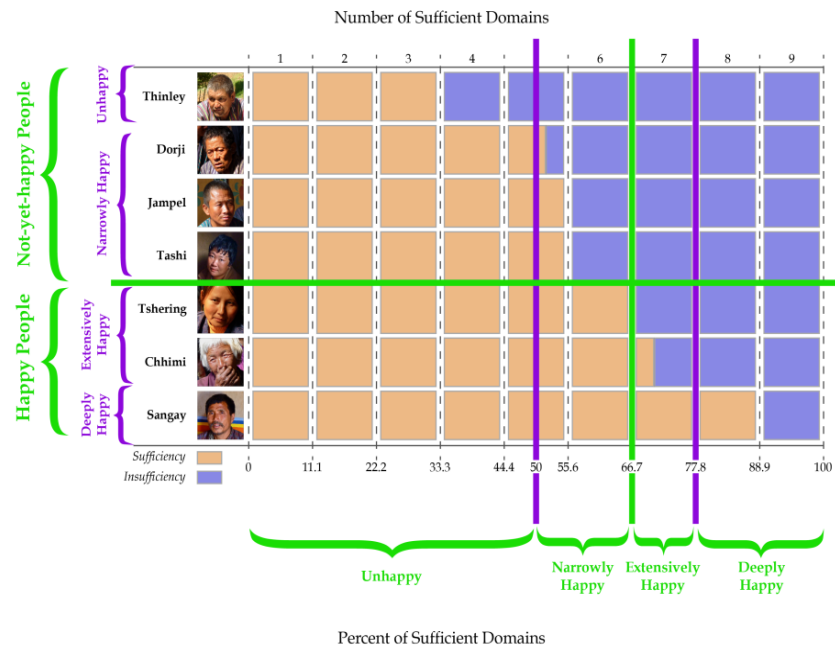 Number of Sufficient Domains
1 2 3 6 7 8 9
Not-yet-happy People
Unhappy
Thinley
Narrowly Happy
Dorji
Jampel
Tashi
Happy People
Extensively
Happy
Tshering
Chhimi
Deeply
Happy
Sangay
Sufficiency
Insufficiency
0 11.1 22.2 33.3 44.4 50 55.6 66.7 77.8 88.9 100
Unhappy
Narrowly
Happy
Extensively
Happy
Deeply
Happy
Percent of Sufficient Domains